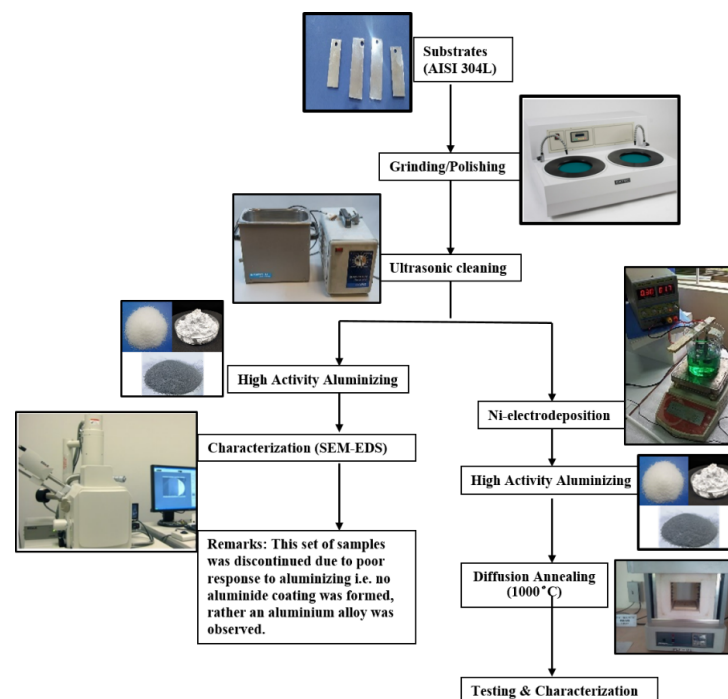 Substrates
(AISI 304L)
Grinding/Polishing
Ultrasonic cleaning
High Activity Aluminizing
Ni-electrodeposition
Characterization (SEM-EDS)
High Activity Aluminizing
Remarks: This set of samples
was discontinued due to poor
response to aluminizing i.e. no
aluminide coating was formed,
rather an aluminium alloy was
observed.
Diffusion Annealing
(1000°C)
Testing & Characterization